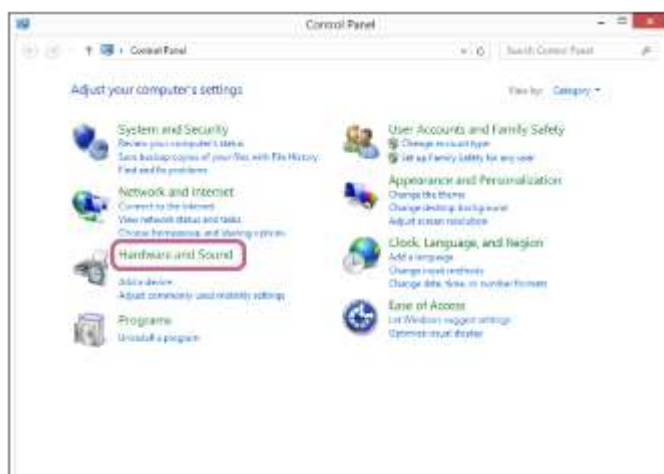 Control Panel
Control Panel
Search Control Panel
Adjust your computer's settings
View by: Category
System and Security
Review your computer's status
Save backup copies of your files with File History
Find and fix problems
Network and Internet
Connect to the Internet
View network status and tasks
Choose homegroup and sharing options
Hardware and Sound
Add a device
Adjust commonly used mobility settings
Programs
Uninstall a program
User Accounts and Family Safety
Change account type
Set up Family Safety for any user
Appearance and Personalization
Change the theme
Change desktop background
Adjust screen resolution
Clock, Language, and Region
Add a language
Change input methods
Change date, time, or number formats
Ease of Access
Let Windows suggest settings
Optimize visual display